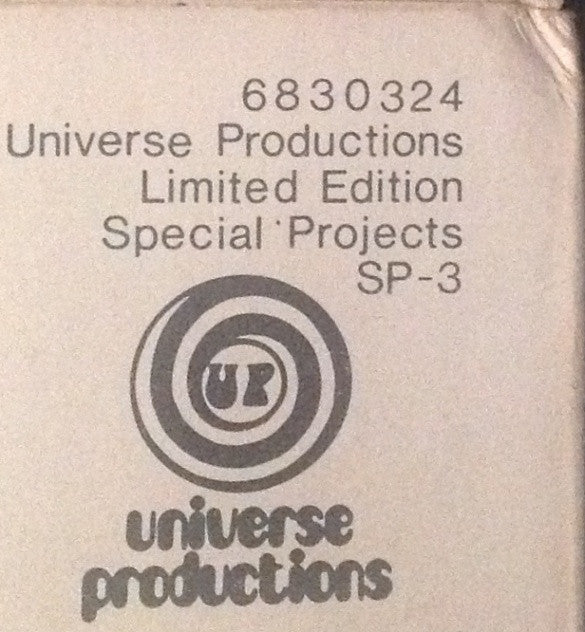 6830324
Universe Productions
Limited Edition
Special Projects
SP-3
UP
universe
productions